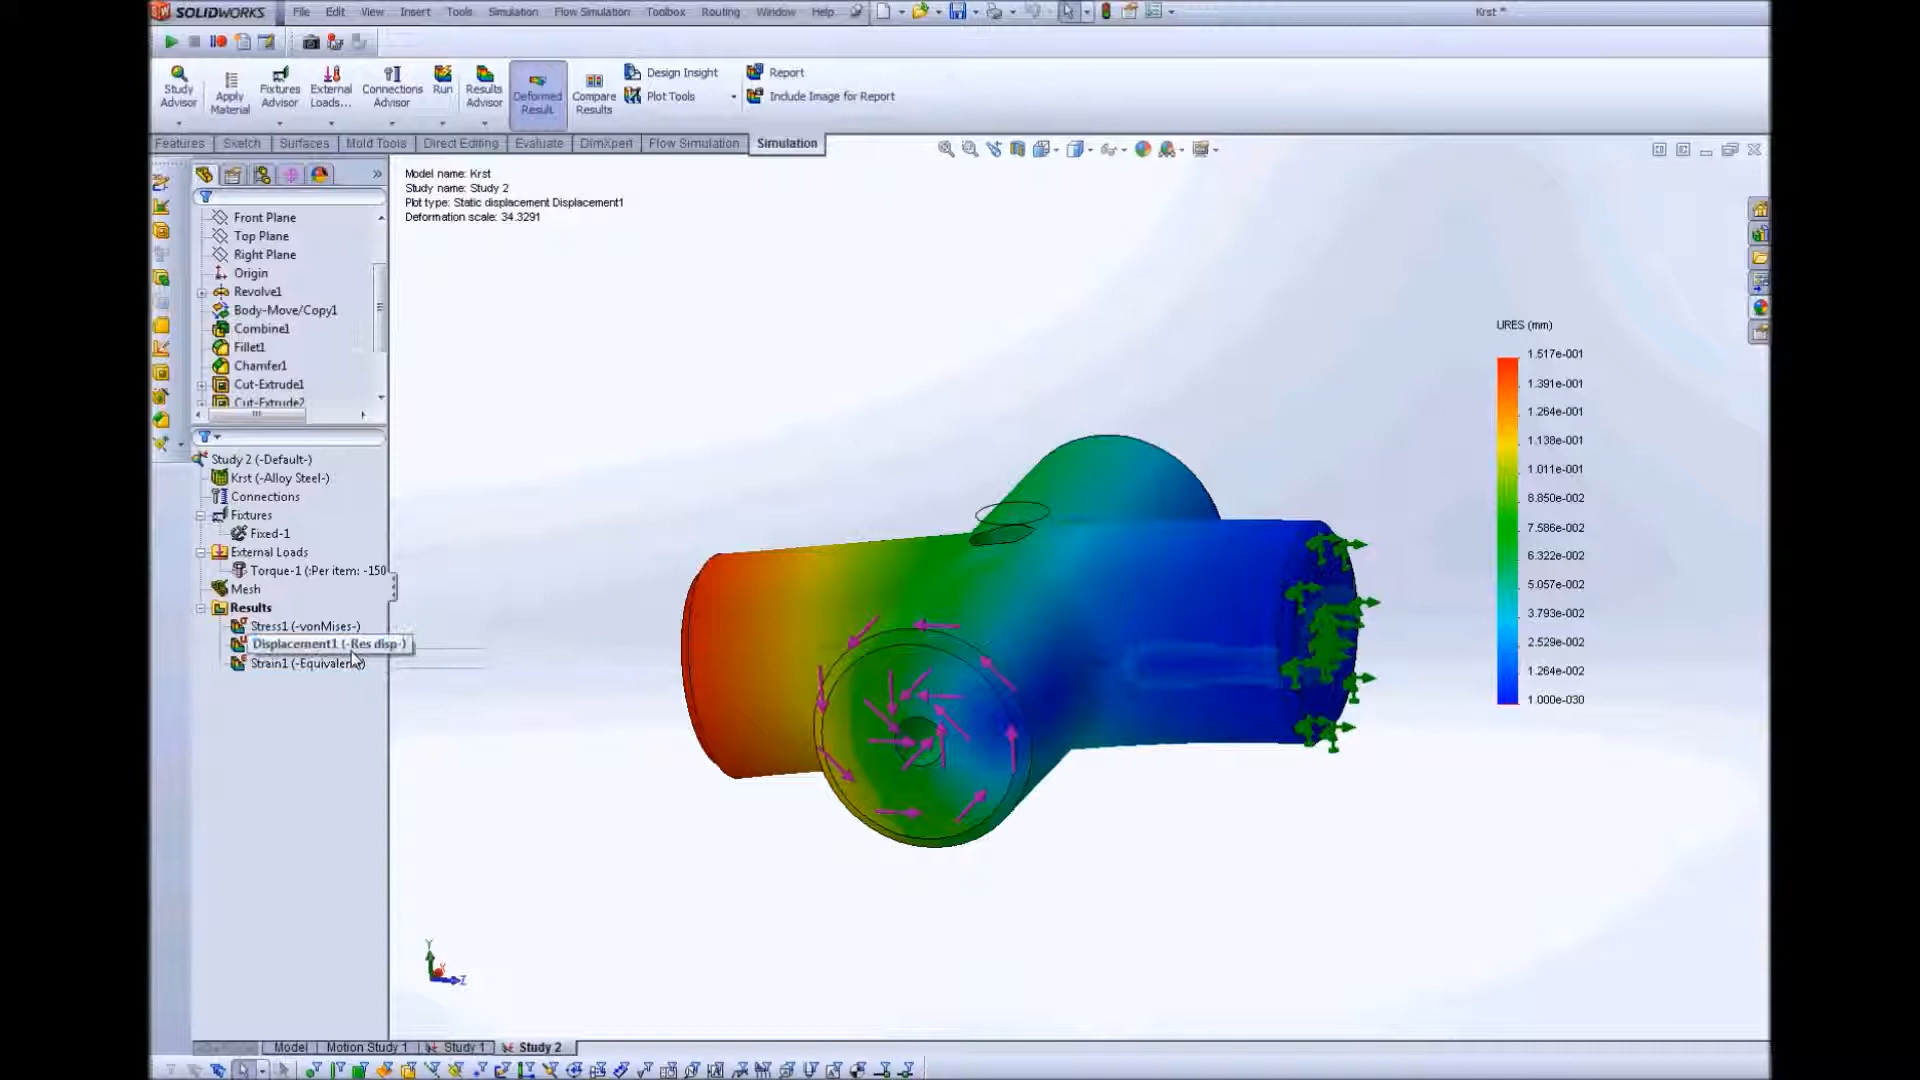 SOLIDWORKS File Edit View Insert Tools Simulation Flow Simulation Toolbox Routing Window Help Krst *
Study Advisor
Apply Material
Fixtures Advisor
External Loads...
Connections Advisor
Run
Results Advisor
Deformed Result
Compare Results
Design Insight
Plot Tools
Report
Include Image for Report
Features Sketch Surfaces Mold Tools Direct Editing Evaluate DimXpert Flow Simulation Simulation
Model name: Krst
Study name: Study 2
Plot type: Static displacement Displacement1
Deformation scale: 34.3291
Front Plane
Top Plane
Right Plane
Origin
Revolve1
Body-Move/Copy1
Combine1
Fillet1
Chamfer1
Cut-Extrude1
Cut-Extrude2
Study 2 (-Default-)
Krst (-Alloy Steel-)
Connections
Fixtures
Fixed-1
External Loads
Torque-1 (:Per item: -150
Mesh
Results
Stress1 (-vonMises-)
Displacement1 (-Res disp-)
Strain1 (-Equivalent-)
URES (mm)
1.517e-001
1.391e-001
1.264e-001
1.138e-001
1.011e-001
8.850e-002
7.586e-002
6.322e-002
5.057e-002
3.793e-002
2.529e-002
1.264e-002
1.000e-030
Y
Z
Model Motion Study 1 Study 1 Study 2